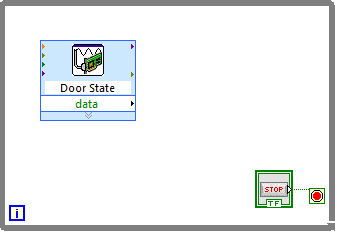 Door State
data
STOP
TF
i